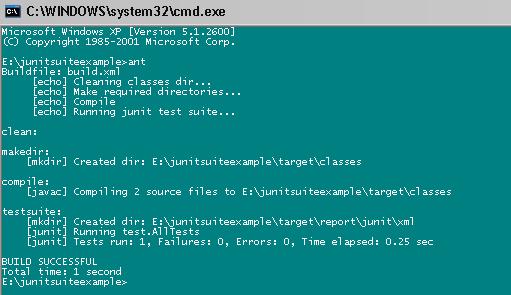 C:\WINDOWS\system32\cmd.exe
Microsoft Windows XP [Version 5.1.2600]
(C) Copyright 1985-2001 Microsoft Corp.
E:\junitsuiteexample>ant
Buildfile: build.xml
[echo] Cleaning classes dir...
[echo] Make required directories...
[echo] Compile
[echo] Running junit test suite...
clean:
makedir:
[mkdir] Created dir: E:\junitsuiteexample\target\classes
compile:
[javac] Compiling 2 source files to E:\junitsuiteexample\target\classes
testsuite:
[mkdir] Created dir: E:\junitsuiteexample\target\report\junit\xml
[junit] Running test.AllTests
[junit] Tests run: 1, Failures: 0, Errors: 0, Time elapsed: 0.25 sec
BUILD SUCCESSFUL
Total time: 1 second
E:\junitsuiteexample>